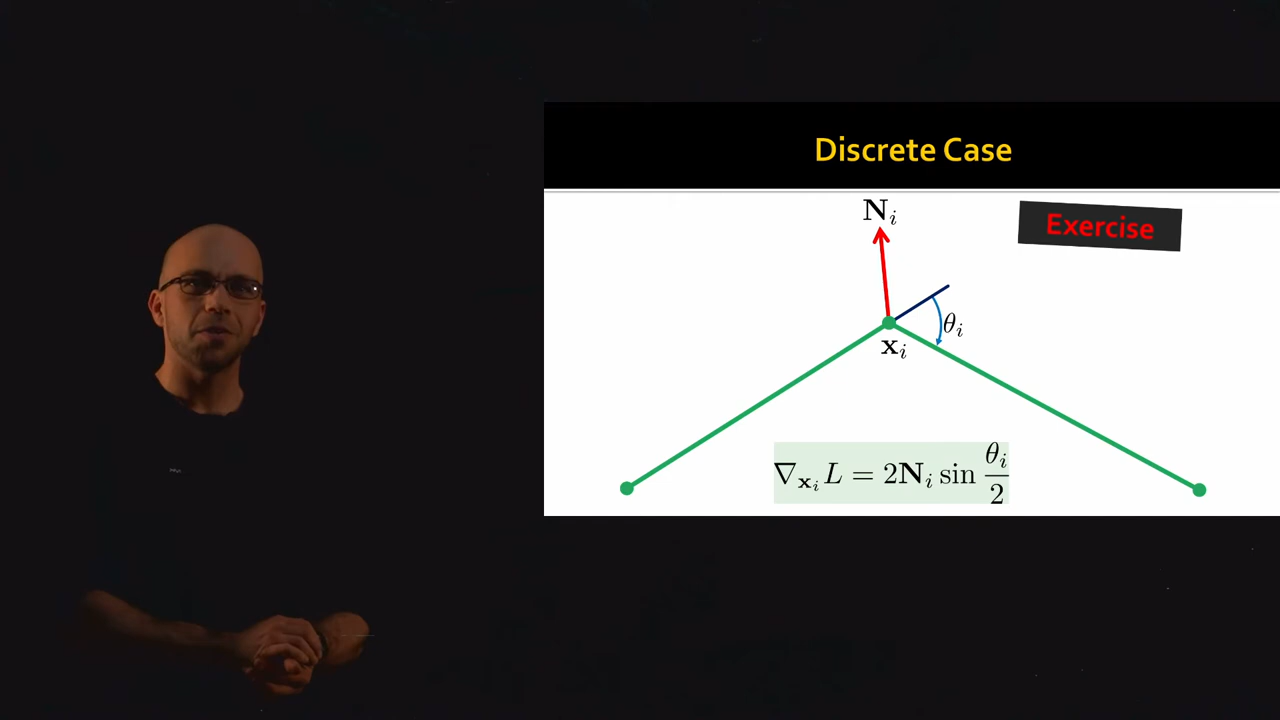 Discrete Case
Exercise
N_i
θ_i
x_i
∇_{x_i} L = 2N_i sin θ_i/2